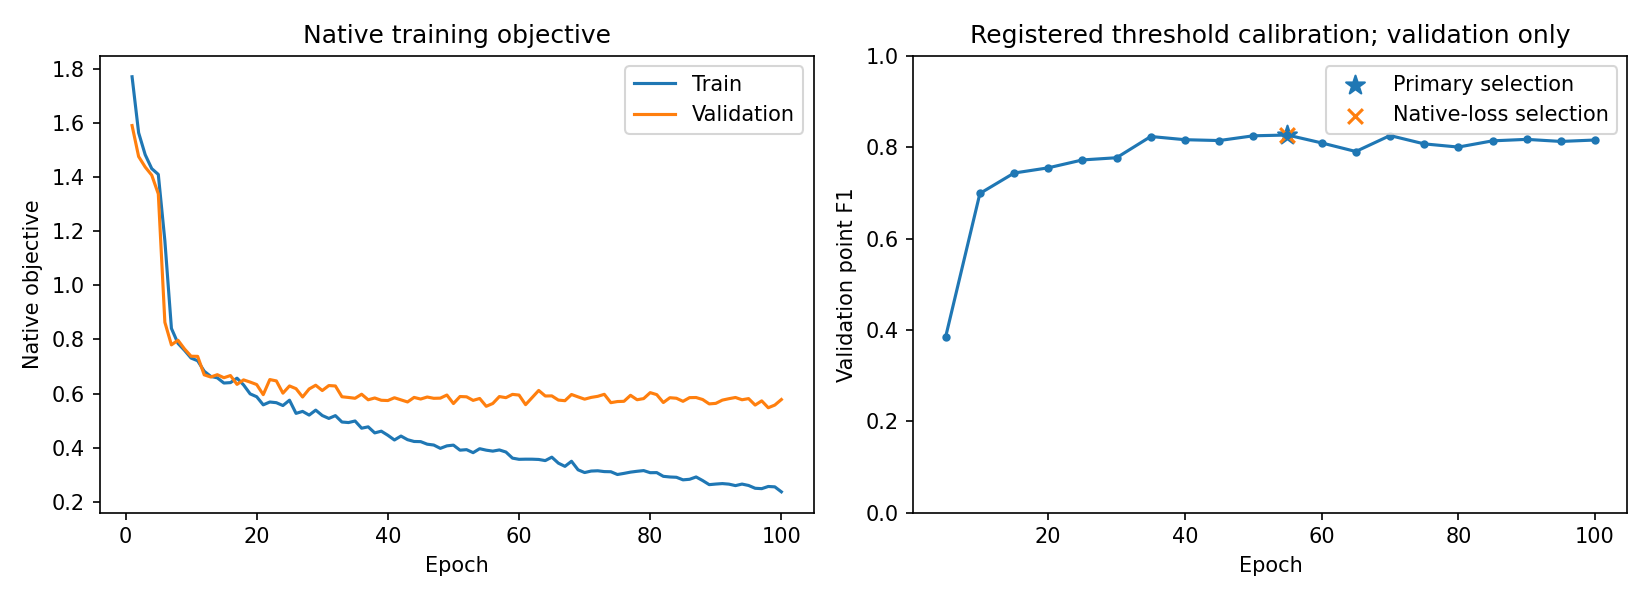 Native training objective
Train
Validation
1.8
1.6
1.4
1.2
1.0
0.8
0.6
0.4
0.2
Native objective
0
20
40
60
80
100
Epoch
Registered threshold calibration; validation only
Primary selection
Native-loss selection
1.0
0.8
0.6
0.4
0.2
0.0
Validation point F1
20
40
60
80
100
Epoch